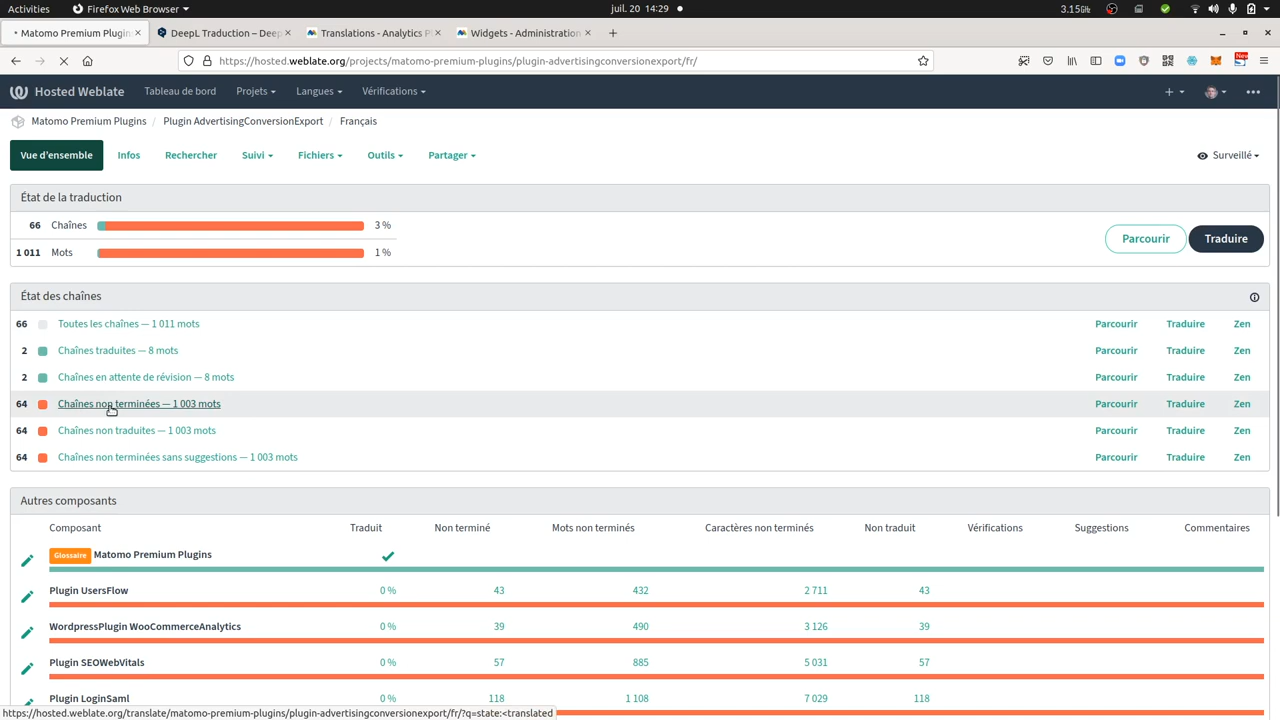 Activities Firefox Web Browser juil. 20 14:29 3.15%
Matomo Premium Plugin DeepL Traduction – Deep Translations - Analytics P Widgets - Administration
https://hosted.weblate.org/projects/matomo-premium-plugins/plugin-advertisingconversionexport/fr/ New
Hosted Weblate Tableau de bord Projets Langues Vérifications
Matomo Premium Plugins / Plugin AdvertisingConversionExport / Français
Vue d'ensemble Infos Rechercher Suivi Fichiers Outils Partager Surveillé
État de la traduction
66 Chaînes 3 %
1 011 Mots 1 %
Parcourir Traduire
État des chaînes
66 Toutes les chaînes — 1 011 mots Parcourir Traduire Zen
2 Chaînes traduites — 8 mots Parcourir Traduire Zen
2 Chaînes en attente de révision — 8 mots Parcourir Traduire Zen
64 Chaînes non terminées — 1 003 mots Parcourir Traduire Zen
64 Chaînes non traduites — 1 003 mots Parcourir Traduire Zen
64 Chaînes non terminées sans suggestions — 1 003 mots Parcourir Traduire Zen
Autres composants
Composant Traduit Non terminé Mots non terminés Caractères non terminés Non traduit Vérifications Suggestions Commentaires
Glossaire Matomo Premium Plugins
Plugin UsersFlow 0 % 43 432 2 711 43
WordpressPlugin WooCommerceAnalytics 0 % 39 490 3 126 39
Plugin SEOWebVitals 0 % 57 885 5 031 57
Plugin LoginSaml 0 % 118 1 108 7 029 118
https://hosted.weblate.org/translate/matomo-premium-plugins/plugin-advertisingconversionexport/fr/?q=state:<translated